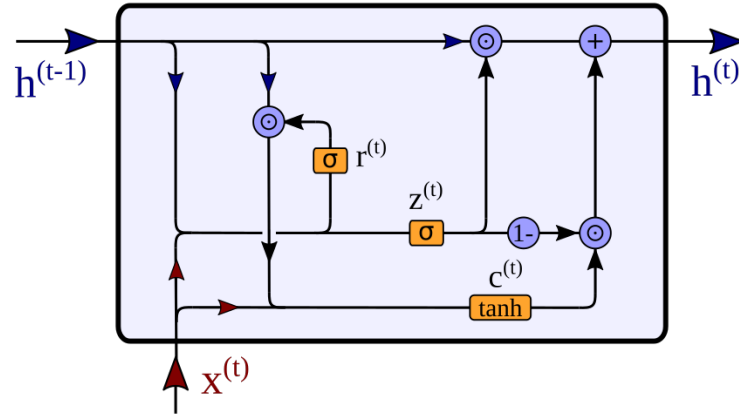 ⊙
+
h(t-1)
h(t)
⊙
σ
r(t)
z(t)
σ
1-
⊙
c(t)
tanh
x(t)